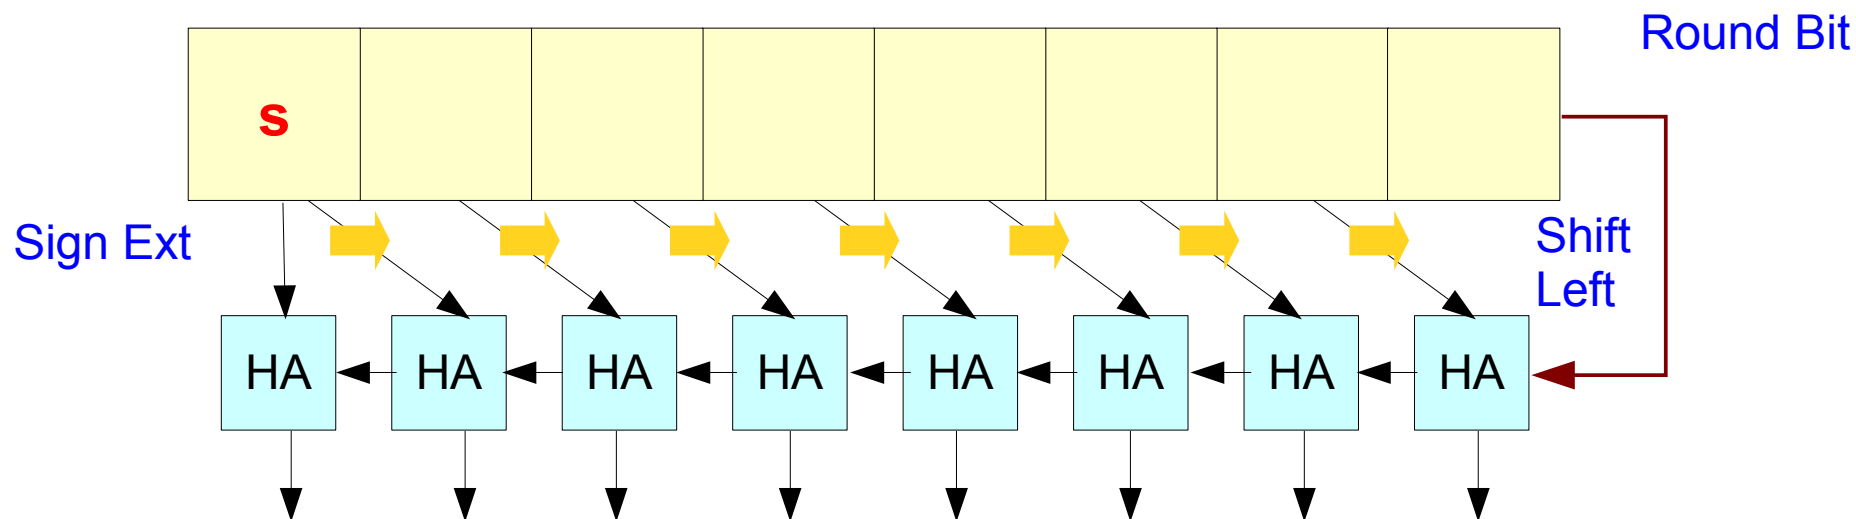 Round Bit
s
Sign Ext
Shift
Left
HA HA HA HA HA HA HA HA